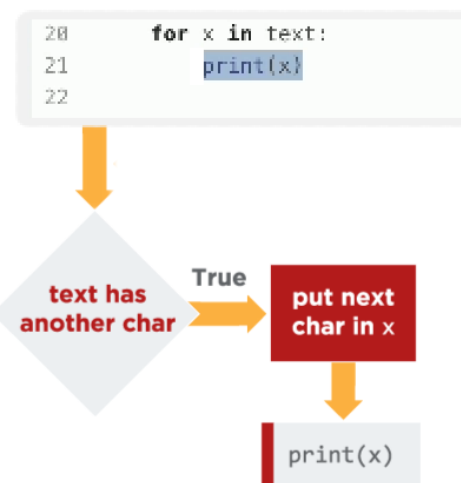 20 for x in text:
21 print(x)
22
text has
another char
True
put next
char in x
print(x)